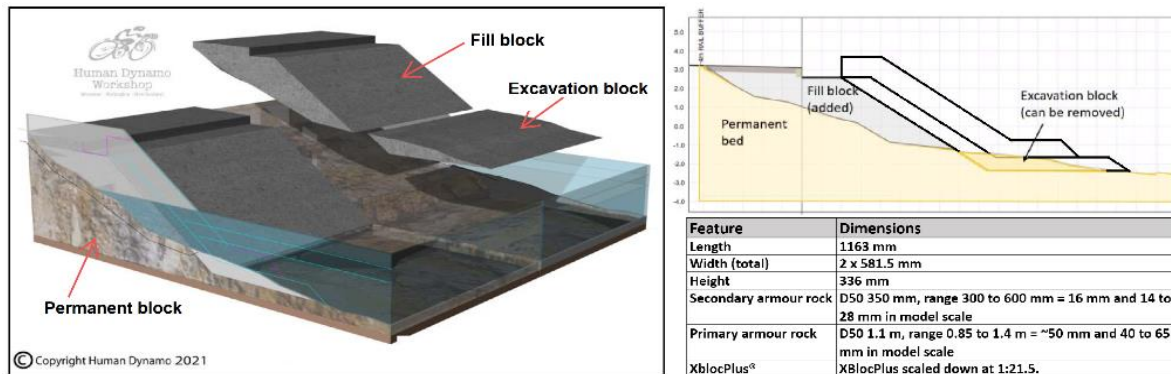 Human Dynamo
Workshop
Fill block
Excavation block
Permanent block
© Copyright Human Dynamo 2021
RAIL BUFFER
5.0
4.0
3.0
2.0
1.0
0.0
-1.0
-2.0
-3.0
-4.0
Fill block
(added)
Excavation block
(can be removed)
Permanent
bed
Feature Dimensions
Length 1163 mm
Width (total) 2 x 581.5 mm
Height 336 mm
Secondary armour rock D50 350 mm, range 300 to 600 mm = 16 mm and 14 to
28 mm in model scale
Primary armour rock D50 1.1 m, range 0.85 to 1.4 m = ~50 mm and 40 to 65
mm in model scale
XblocPlus® XBlocPlus scaled down at 1:21.5.